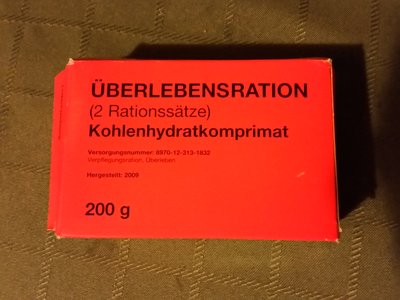 ÜBERLEBENSRATION
(2 Rationssätze)
Kohlenhydratkomprimat
Versorgungsnummer: 8970-12-313-1832
Verpflegungsration, Überleben
Hergestellt: 2009
200 g